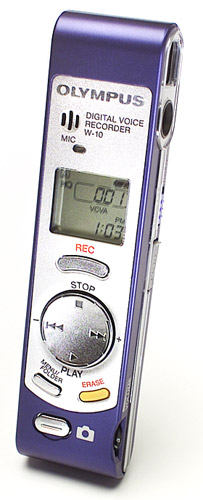 OLYMPUS
DIGITAL VOICE
RECORDER
W-10
MIC
001
VCVA
PM
1:03
REC
STOP
- +
PLAY
MENU/
FOLDER
ERASE